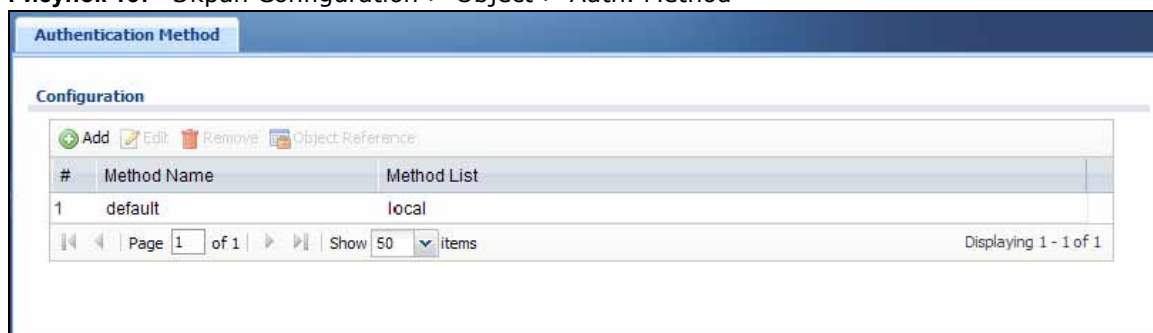 Authentication Method
Configuration
Add Edit Remove Object Reference
# Method Name Method List
1 default local
Page 1 of 1 Show 50 items Displaying 1 - 1 of 1